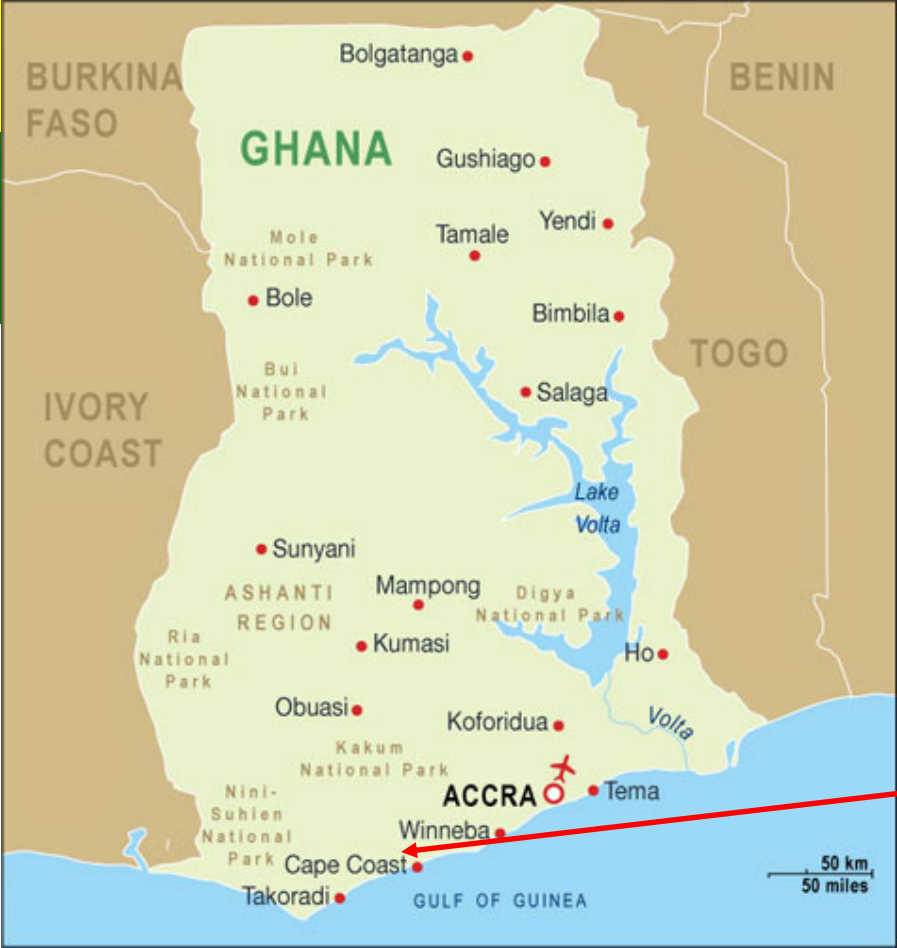 Bolgatanga
BURKINA
FASO
BENIN
GHANA
Gushiago
Yendi
Tamale
Mole
National Park
Bole
Bimbila
TOGO
Bui
National
Park
Salaga
IVORY
COAST
Lake
Volta
Sunyani
Mampong
ASHANTI
REGION
Digya
National Park
Ria
National
Park
Kumasi
Ho
Obuasi
Koforidua
Volta
Kakum
National Park
Nini-
Suhien
National
Park
ACCRA
Tema
Winneba
Cape Coast
Takoradi
GULF OF GUINEA
50 km
50 miles